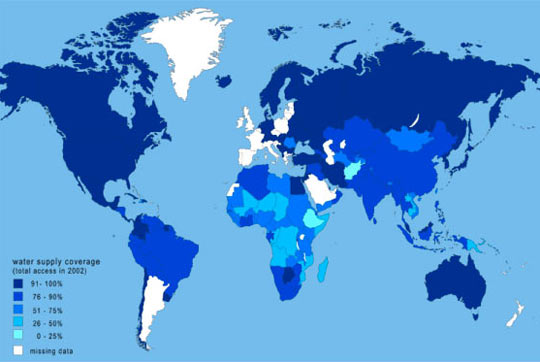 water supply coverage
(total access in 2002)
91- 100%
76 - 90%
51 - 75%
26 - 50%
0 - 25%
missing data